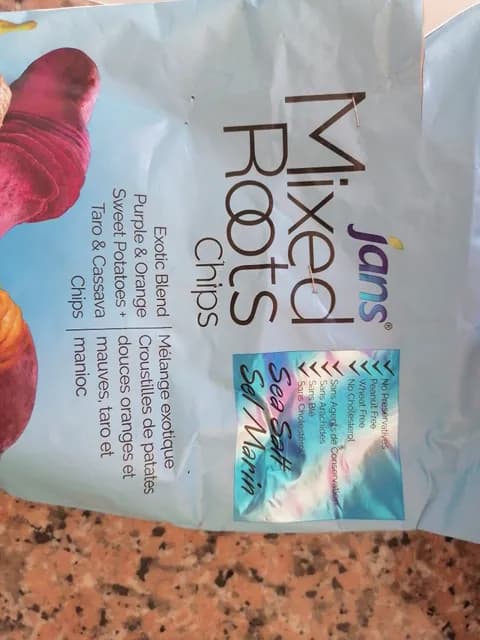 jans®
Mixed
Roots
Chips
No Preservatives
Peanut Free
Wheat Free
No Cholesterol
Sans Agents de Conservation
Sans Arachides
Sans Blé
Sans Cholestérol
Sea Salt
Sel Marin
Exotic Blend
Purple & Orange
Sweet Potatoes +
Taro & Cassava
Chips
Mélange exotique
Croustilles de patates
douces oranges et
mauves, taro et
manioc